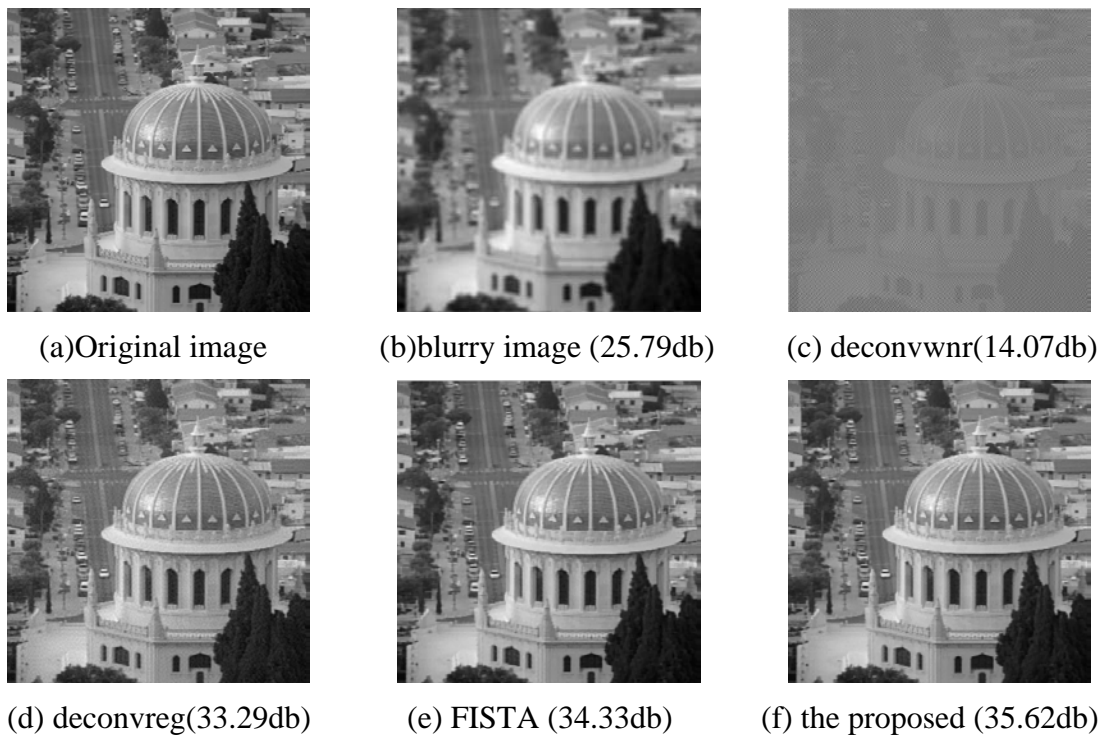 (a)Original image
(b)blurry image (25.79db)
(c) deconvwnr(14.07db)
(d) deconvreg(33.29db)
(e) FISTA (34.33db)
(f) the proposed (35.62db)